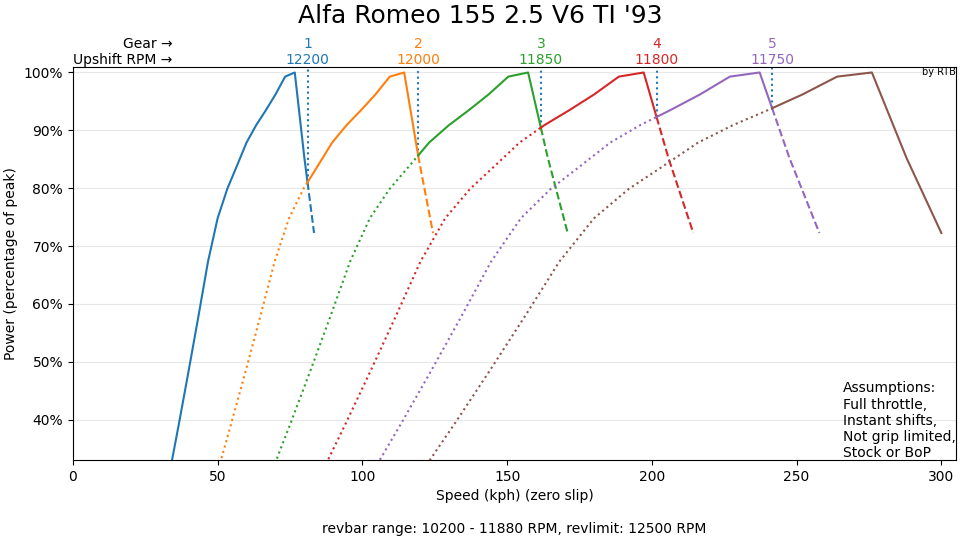 Alfa Romeo 155 2.5 V6 TI '93
Gear → 1 2 3 4 5
Upshift RPM → 12200 12000 11850 11800 11750
by RTB
100%
90%
80%
70%
60%
50%
40%
Power (percentage of peak)
Assumptions:
Full throttle,
Instant shifts,
Not grip limited,
Stock or BoP
0 50 100 150 200 250 300
Speed (kph) (zero slip)
revbar range: 10200 - 11880 RPM, revlimit: 12500 RPM